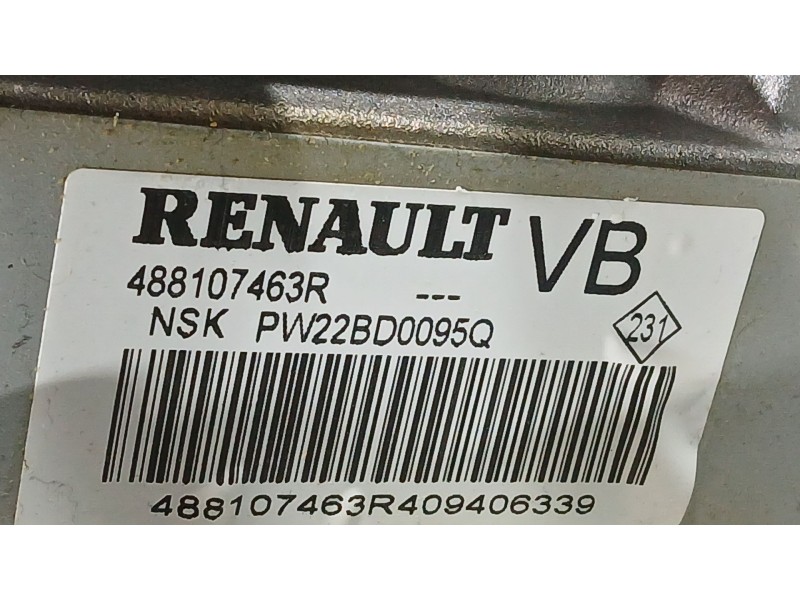 RENAULT VB
488107463R ---
NSK PW22BD0095Q
231
488107463R409406339